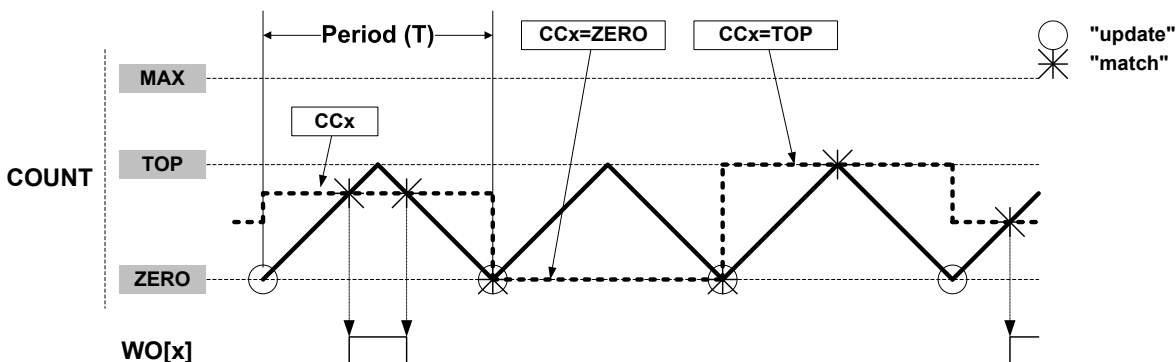 Period (T)
CCx=ZERO
CCx=TOP
"update"
"match"
MAX
CCx
TOP
COUNT
ZERO
WO[x]